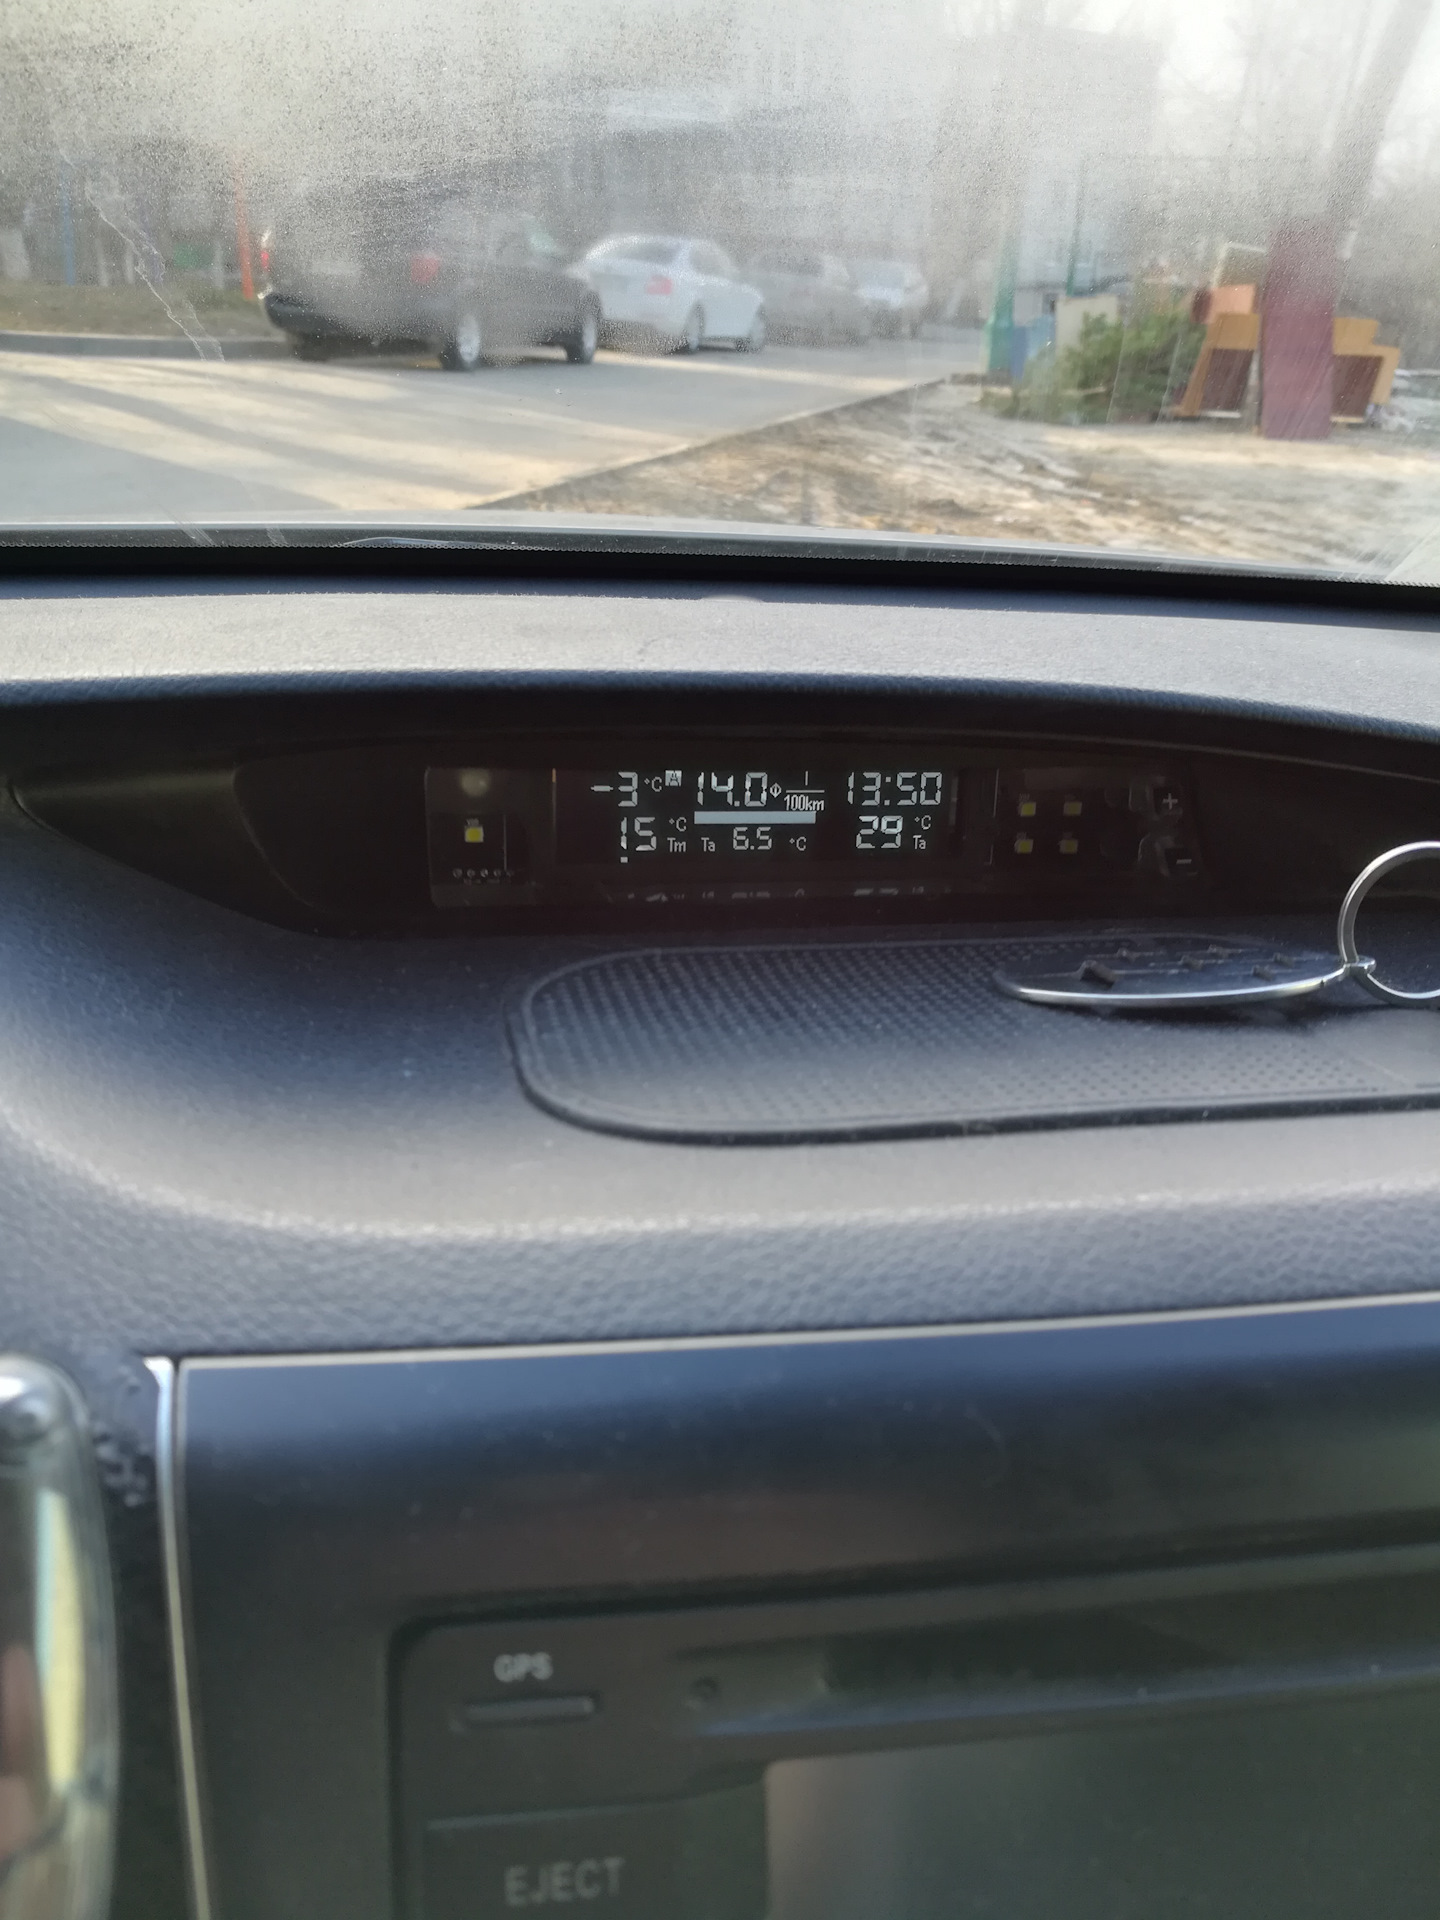 -3 °C A 14.0 Φ l/100km 13:50
15 °C Tm Ta 6.5 °C 29 °C Ta
+
-
GPS
EJECT